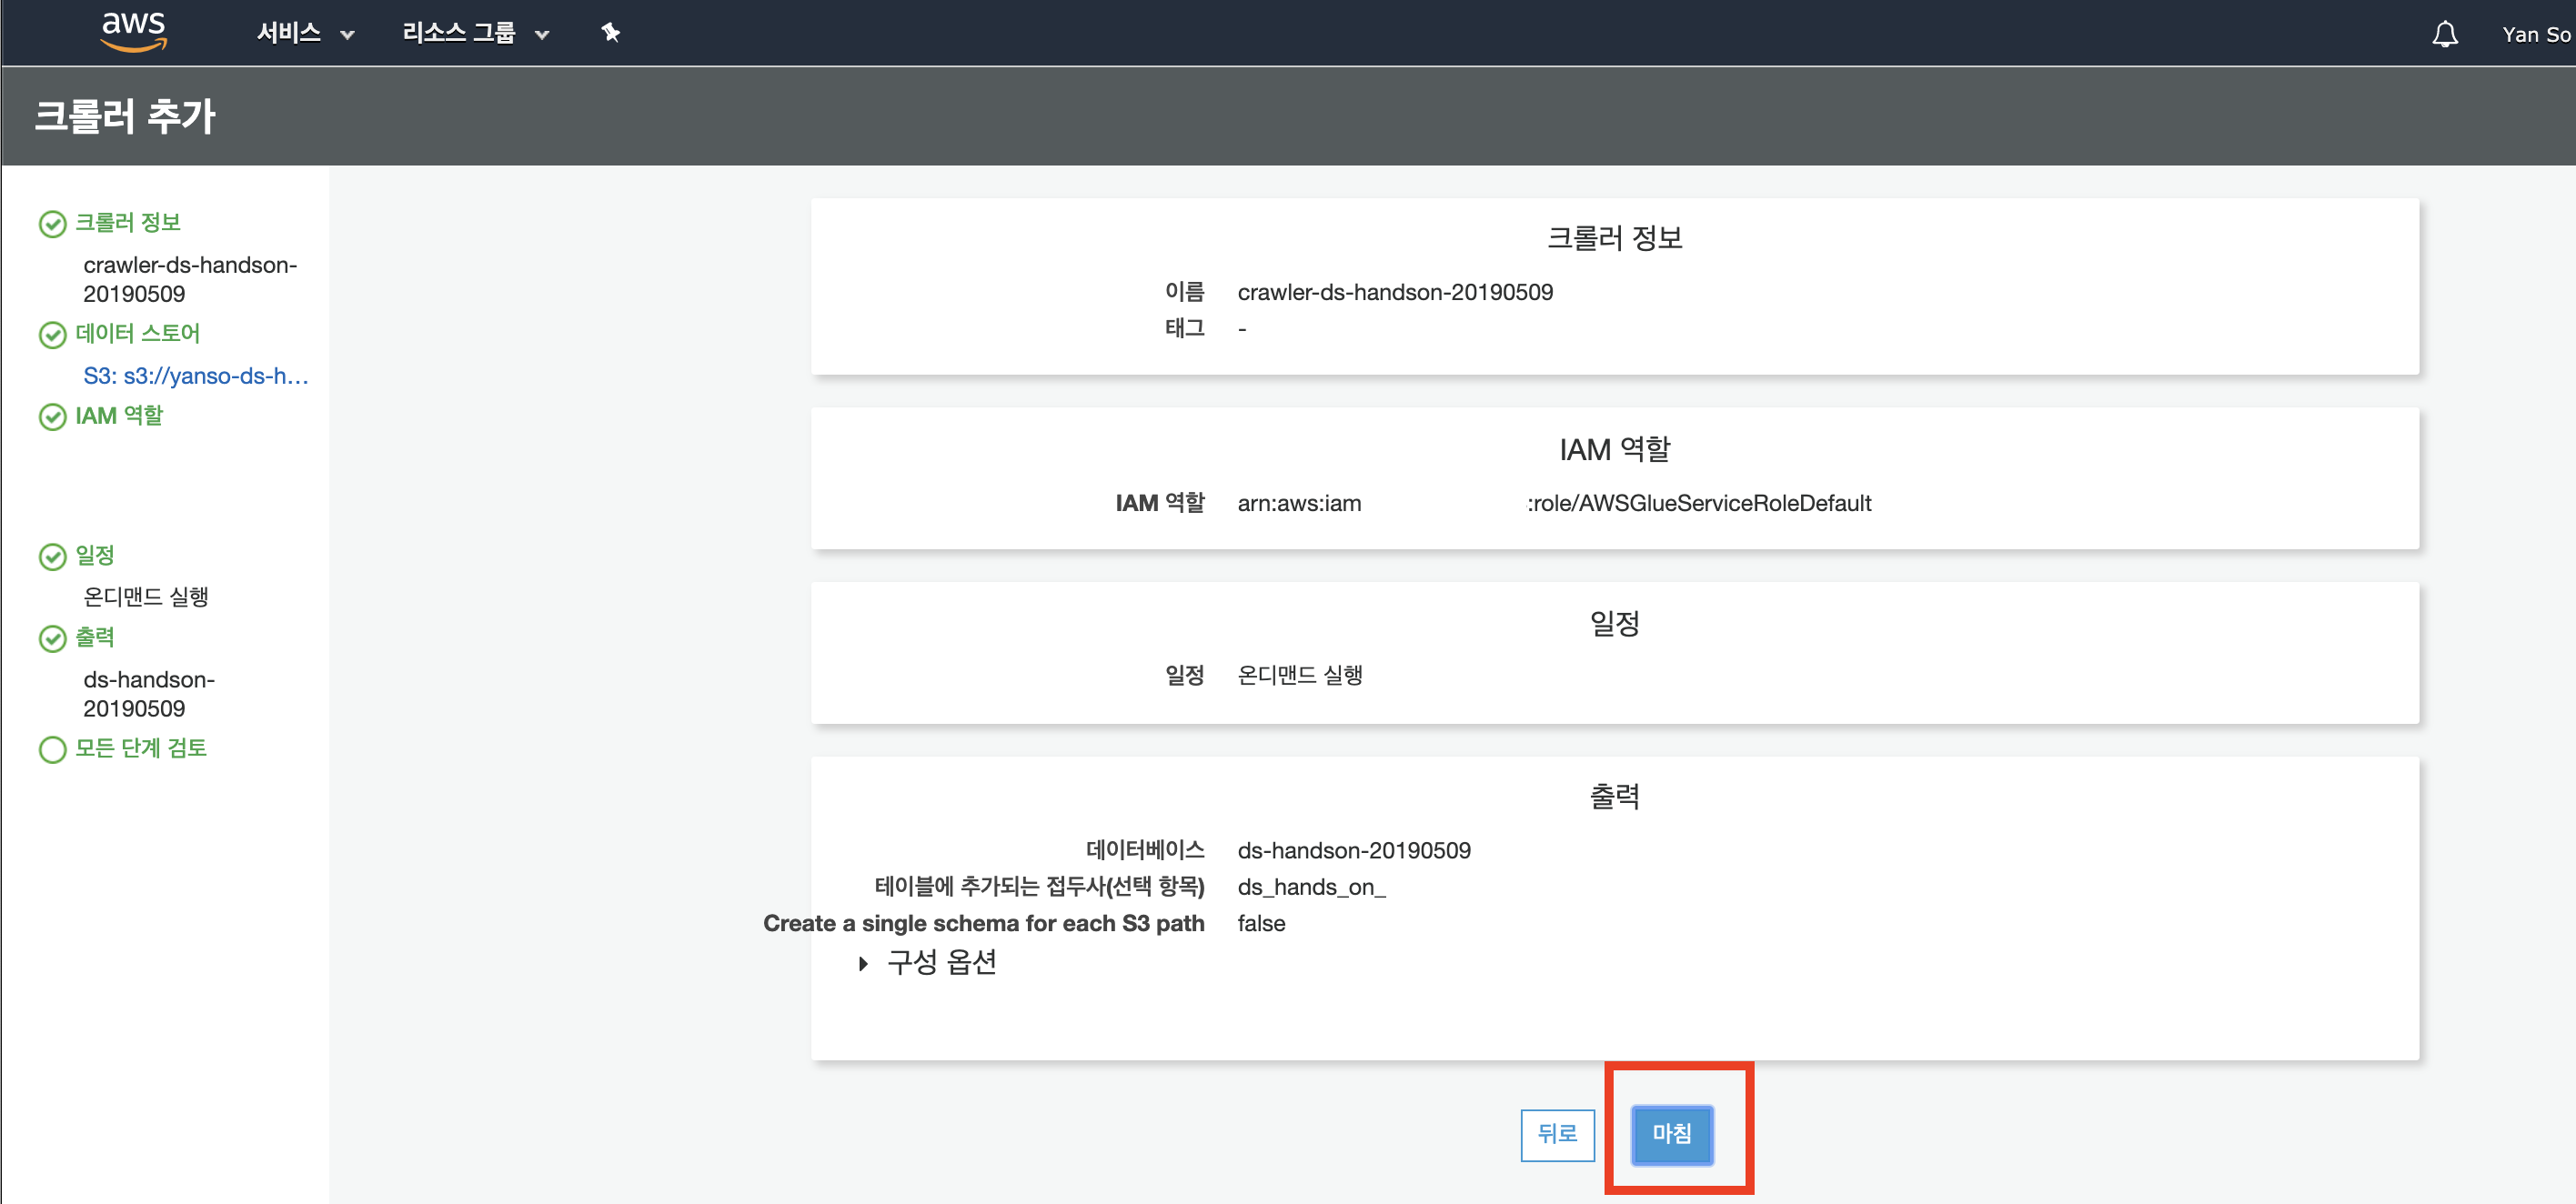 aws 서비스 리소스 그룹 Yan So
크롤러 추가
크롤러 정보
crawler-ds-handson-
20190509
데이터 스토어
S3: s3://yanso-ds-h...
IAM 역할
일정
온디맨드 실행
출력
ds-handson-
20190509
모든 단계 검토
크롤러 정보
이름 crawler-ds-handson-20190509
태그 -
IAM 역할
IAM 역할 arn:aws:iam :role/AWSGlueServiceRoleDefault
일정
일정 온디맨드 실행
출력
데이터베이스 ds-handson-20190509
테이블에 추가되는 접두사(선택 항목) ds_hands_on_
Create a single schema for each S3 path false
구성 옵션
뒤로 마침